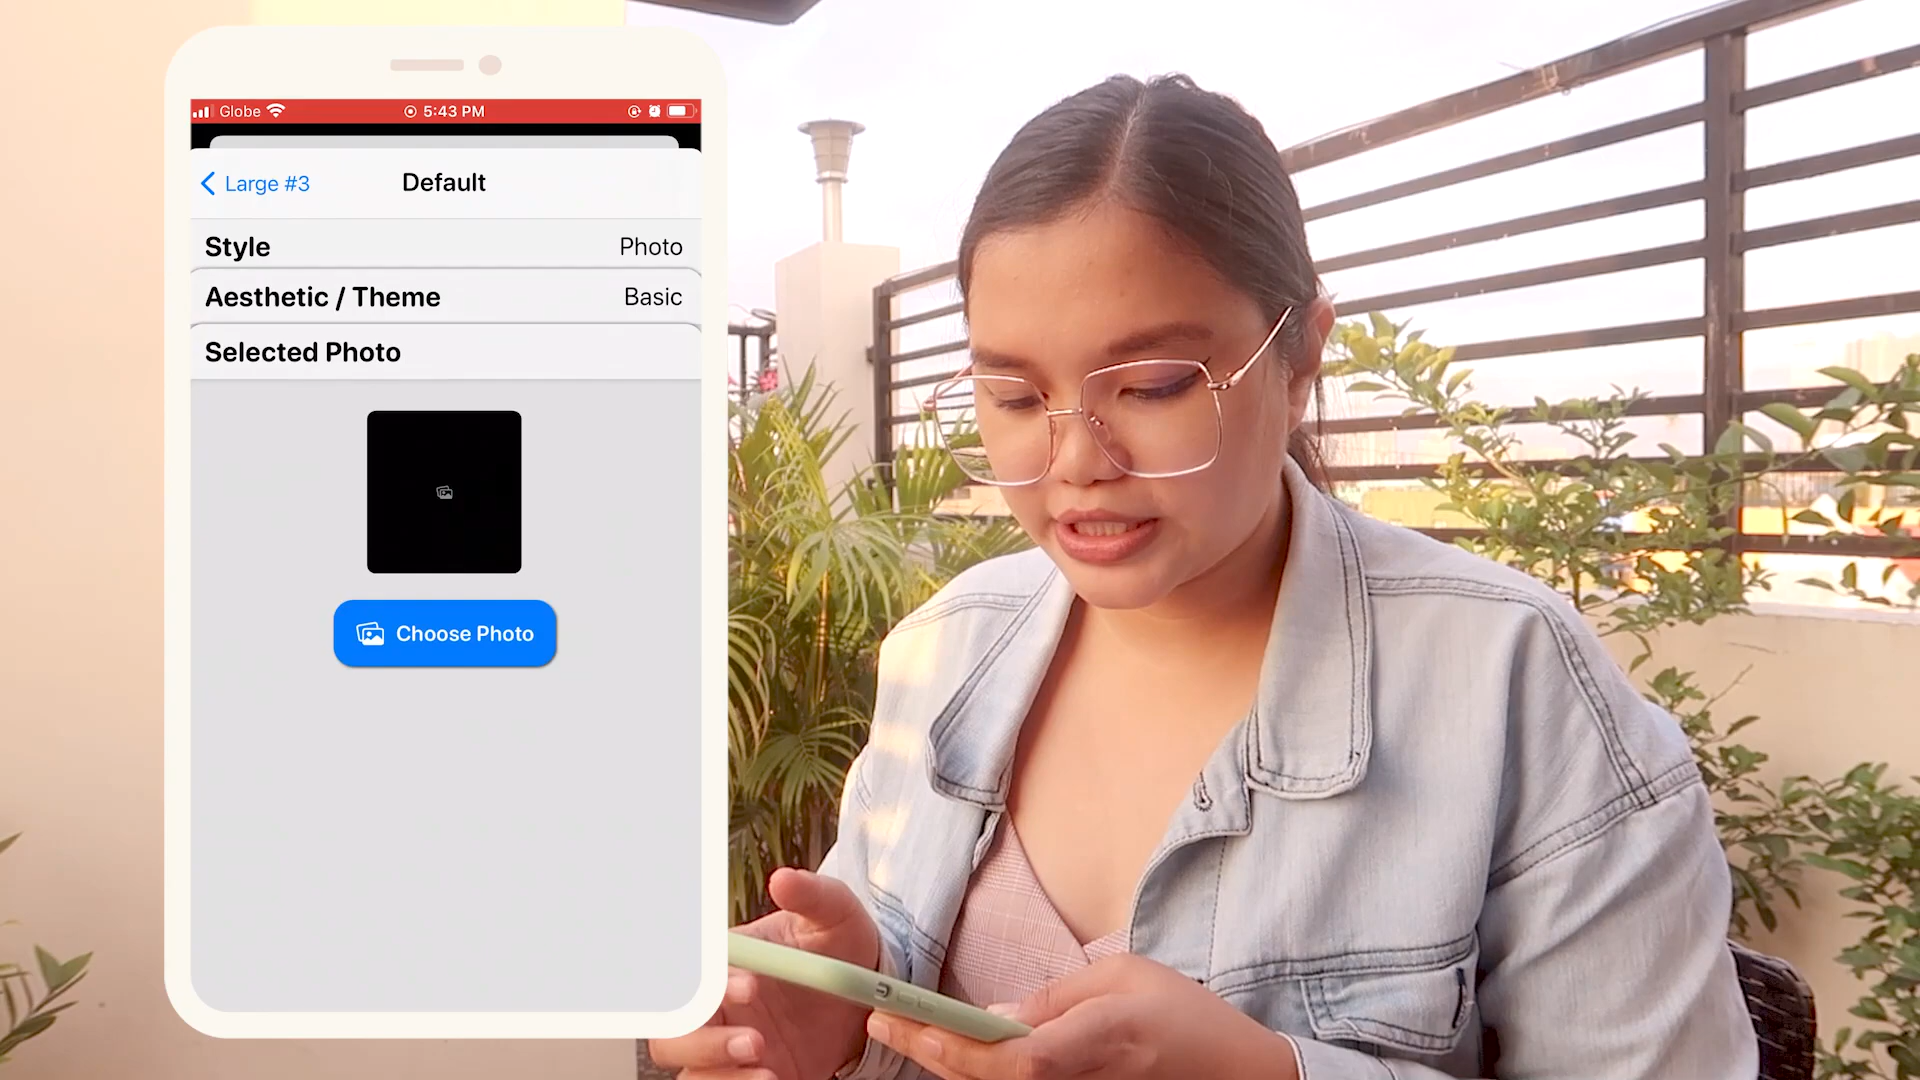 Globe 5:43 PM
Large #3 Default
Style Photo
Aesthetic / Theme Basic
Selected Photo
Choose Photo